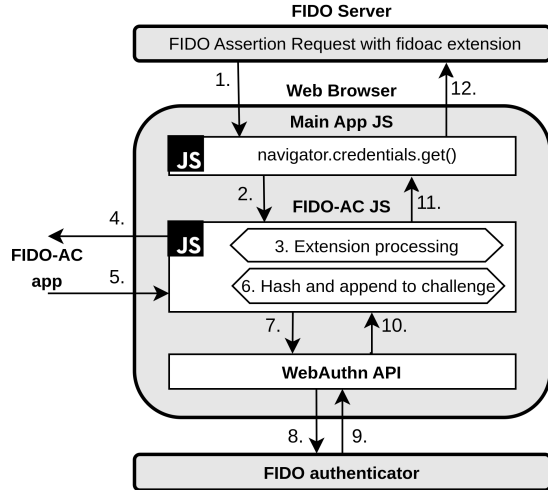 FIDO Server
FIDO Assertion Request with fidoac extension
1.
12.
Web Browser
Main App JS
JS
navigator.credentials.get()
2.
11.
FIDO-AC JS
4.
JS
3. Extension processing
FIDO-AC
app
5.
6. Hash and append to challenge
7.
10.
WebAuthn API
8.
9.
FIDO authenticator